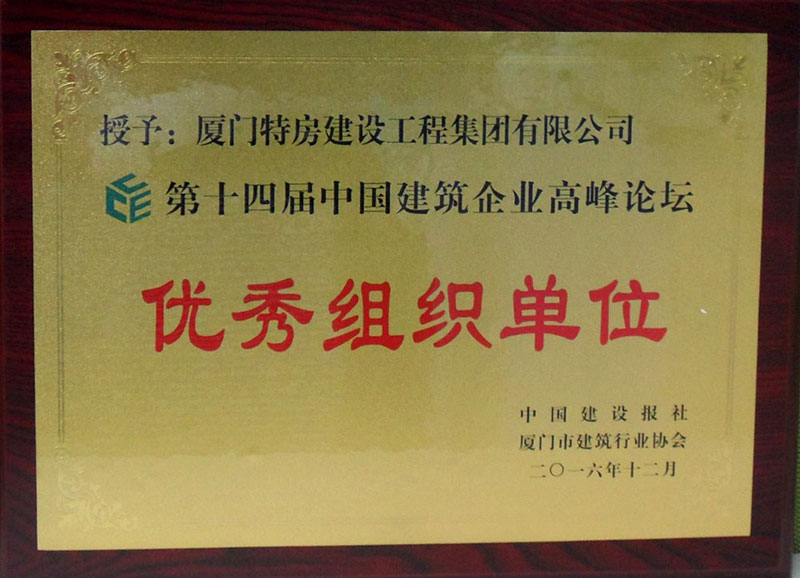 授予：厦门特房建设工程集团有限公司
CCE 第十四届中国建筑企业高峰论坛
优秀组织单位
中国建设报社
厦门市建筑行业协会
二〇一六年十二月